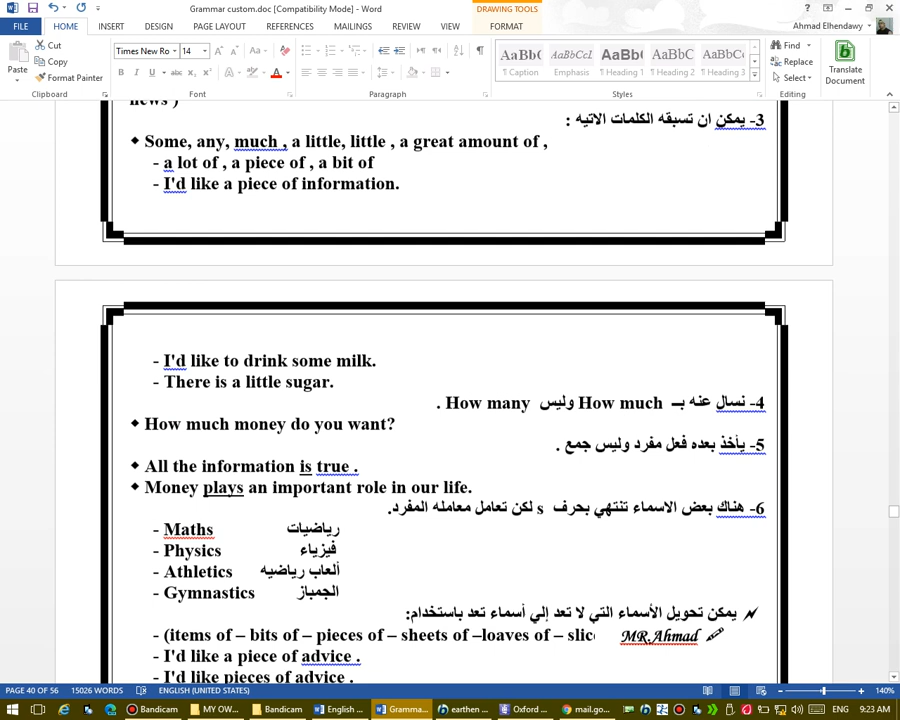 Grammar custom.doc [Compatibility Mode] - Word
DRAWING TOOLS
FILE HOME INSERT DESIGN PAGE LAYOUT REFERENCES MAILINGS REVIEW VIEW FORMAT
Ahmad Elhendawy
Paste
Cut
Copy
Format Painter
Clipboard
Times New Ro 14
Font
Paragraph
AaBbC AaBbCcI AaBb( AaBbC AaBbC
¶ Caption Emphasis ¶ Heading 1 ¶ Heading 2 ¶ Heading 3
Styles
Find
Replace
Select
Editing
Translate Document
Document
news )
3- يمكن ان تسبقه الكلمات الاتيه :
Some, any, much , a little, little , a great amount of ,
- a lot of , a piece of , a bit of
- I'd like a piece of information.
- I'd like to drink some milk.
- There is a little sugar.
4- نسال عنه بــ How much وليس How many .
How much money do you want?
5- يأخذ بعده فعل مفرد وليس جمع .
All the information is true .
Money plays an important role in our life.
6- هناك بعض الاسماء تنتهي بحرف s لكن تعامل معامله المفرد.
- Maths رياضيات
- Physics فيزياء
- Athletics ألعاب رياضيه
- Gymnastics الجمباز
يمكن تحويل الأسماء التي لا تعد إلي أسماء تعد باستخدام:
- (items of – bits of – pieces of – sheets of –loaves of – slic
MR.Ahmad
- I'd like a piece of advice .
- I'd like pieces of advice .
PAGE 40 OF 56 15026 WORDS ENGLISH (UNITED STATES) 140%
Bandicam MY OW... Bandicam English ... Gramma... earthen ... Oxford ... mail.go... ENG 9:23 AM